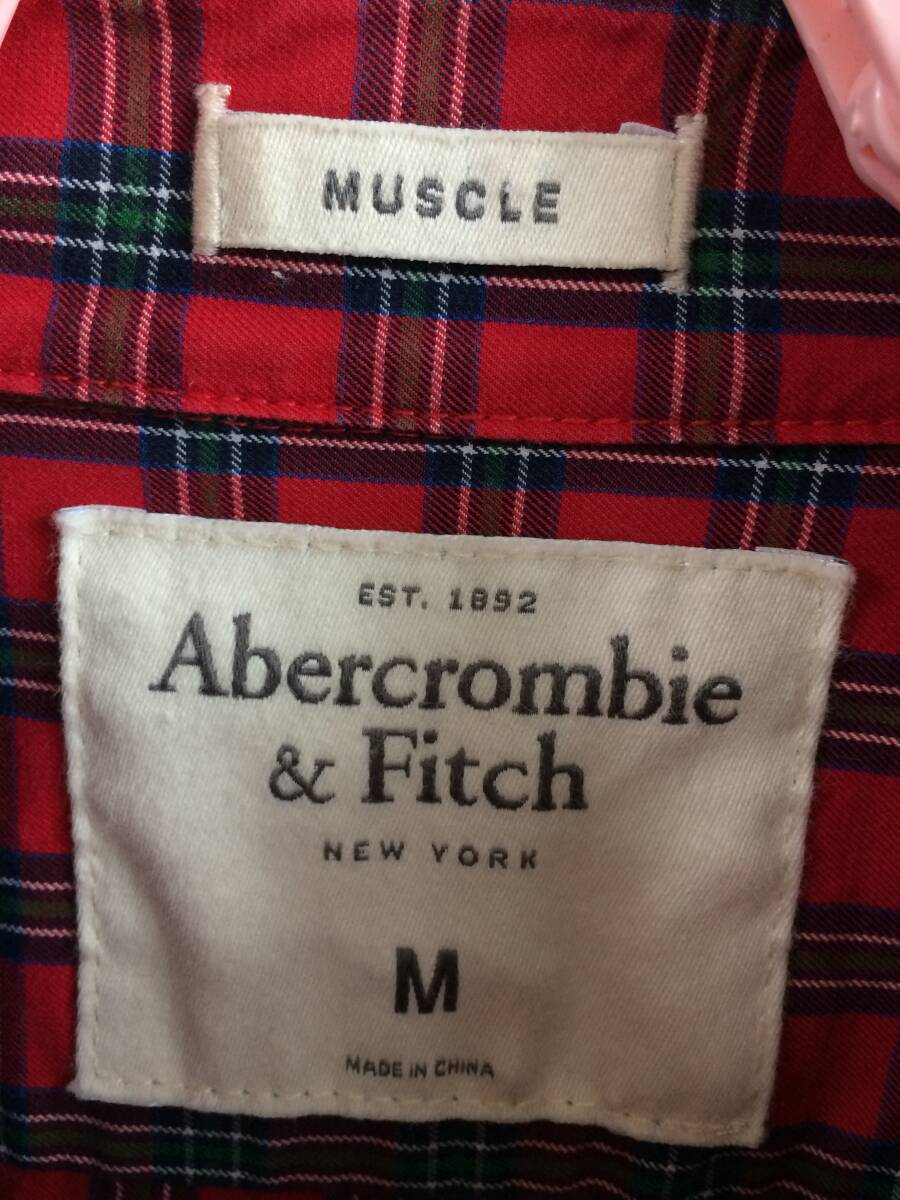 MUSCLE
EST. 1892
Abercrombie
& Fitch
NEW YORK
M
MADE IN CHINA